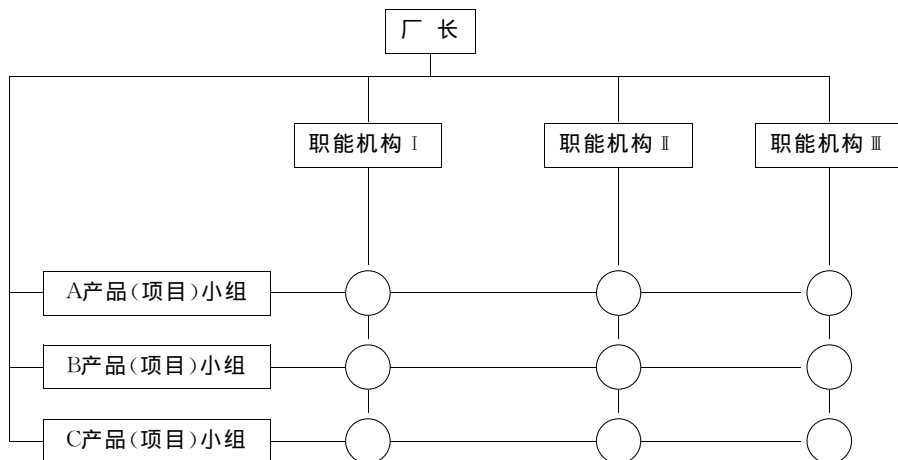 厂 长
职能机构 Ⅰ
职能机构 Ⅱ
职能机构 Ⅲ
A产品(项目)小组
B产品(项目)小组
C产品(项目)小组